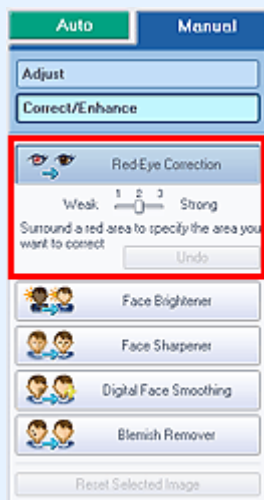 Auto Manual
Adjust
Correct/Enhance
Red-Eye Correction
1 2 3
Weak Strong
Surround a red area to specify the area you
want to correct
Undo
Face Brightener
Face Sharpener
Digital Face Smoothing
Blemish Remover
Reset Selected Image